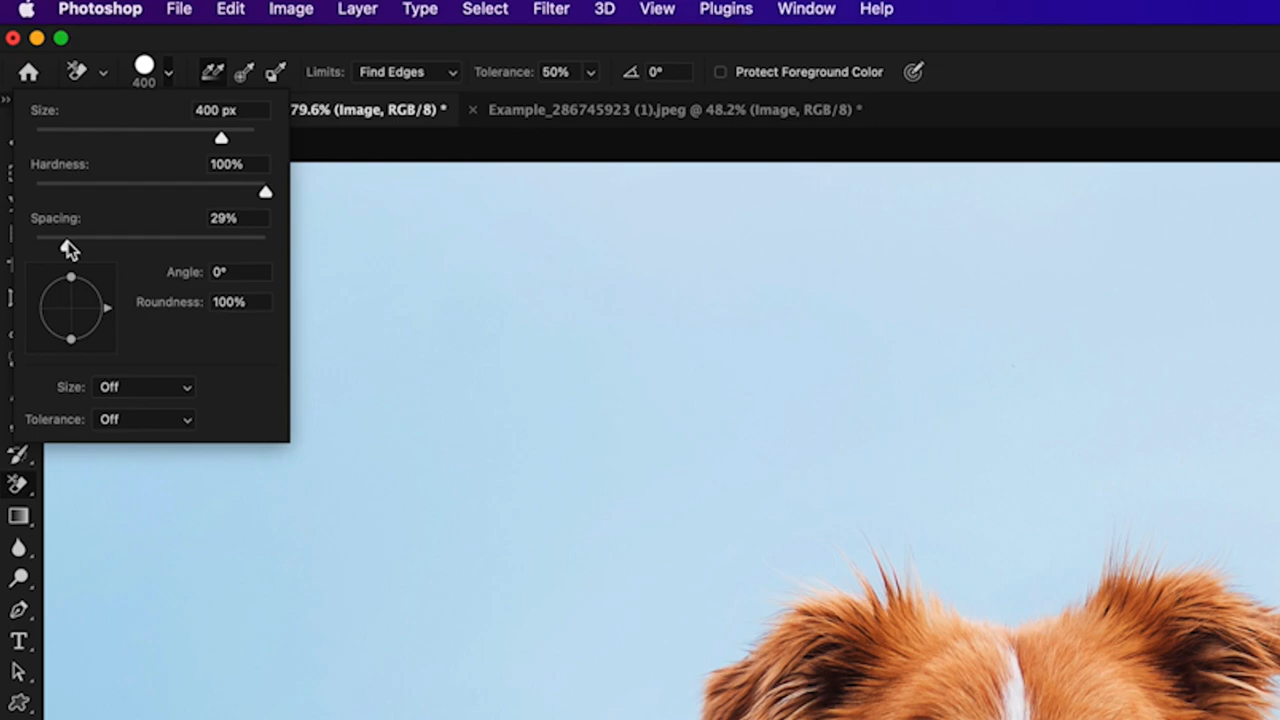 Photoshop File Edit Image Layer Type Select Filter 3D View Plugins Window Help
400 Limits: Find Edges Tolerance: 50% 0° Protect Foreground Color
79.6% (Image, RGB/8) * × Example_286745923 (1).jpeg @ 48.2% (Image, RGB/8) *
Size: 400 px
Hardness: 100%
Spacing: 29%
Angle: 0°
Roundness: 100%
Size: Off
Tolerance: Off